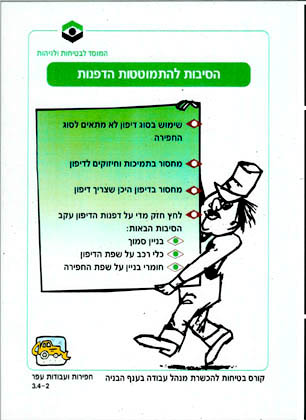 המוסד לבטיחות ולגיהות
הסיבות להתמוטטות הדפנות
שימוש בסוג דיפון לא מתאים לסוג
החפירה
מחסור בתמיכות וחיזוקים לדיפון
מחסור בדיפון היכן שצריך דיפון
לחץ חזק מדי על דפנות הדיפון עקב
הסיבות הבאות:
בניין סמוך
כלי רכב על שפת הדיפון
חומרי בניין על שפת החפירה
קורס בטיחות להכשרת מנהל עבודה בענף הבניה
חפירות ועבודות עפר
3.4-2